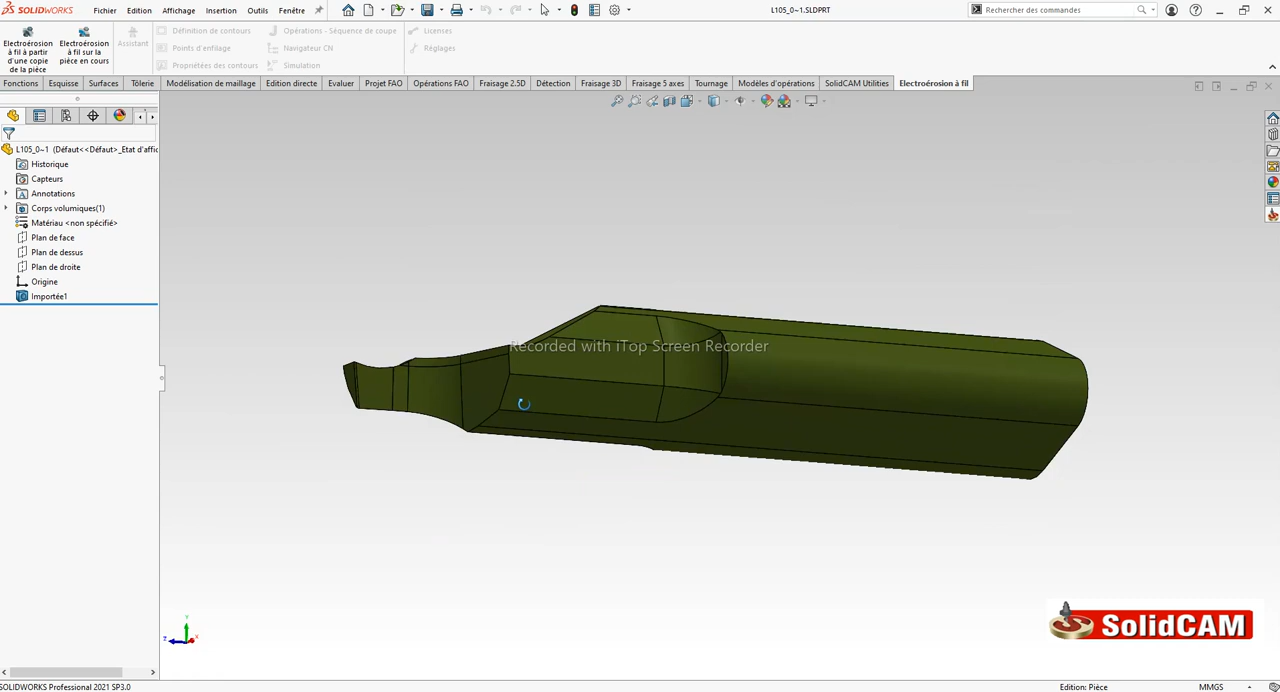 SOLIDWORKS Fichier Edition Affichage Insertion Outils Fenêtre L105_0~1.SLDPRT Rechercher des commandes
Electroérosion à fil à partir d'une copie de la pièce
Electroérosion à fil sur la pièce en cours
Assistant
Définition de contours
Points d'enfilage
Propriétées des contours
Opérations - Séquence de coupe
Navigateur CN
Simulation
Licenses
Réglages
Fonctions Esquisse Surfaces Tôlerie Modélisation de maillage Edition directe Evaluer Projet FAO Opérations FAO Fraisage 2.5D Détection Fraisage 3D Fraisage 5 axes Tournage Modèles d'opérations SolidCAM Utilities Electroérosion à fil
L105_0~1 (Défaut<<Défaut>_Etat d'affic
Historique
Capteurs
Annotations
Corps volumiques(1)
Matériau <non spécifié>
Plan de face
Plan de dessus
Plan de droite
Origine
Importée1
Recorded with iTop Screen Recorder
y
z x
SolidCAM
SOLIDWORKS Professional 2021 SP3.0 Edition: Pièce MMGS